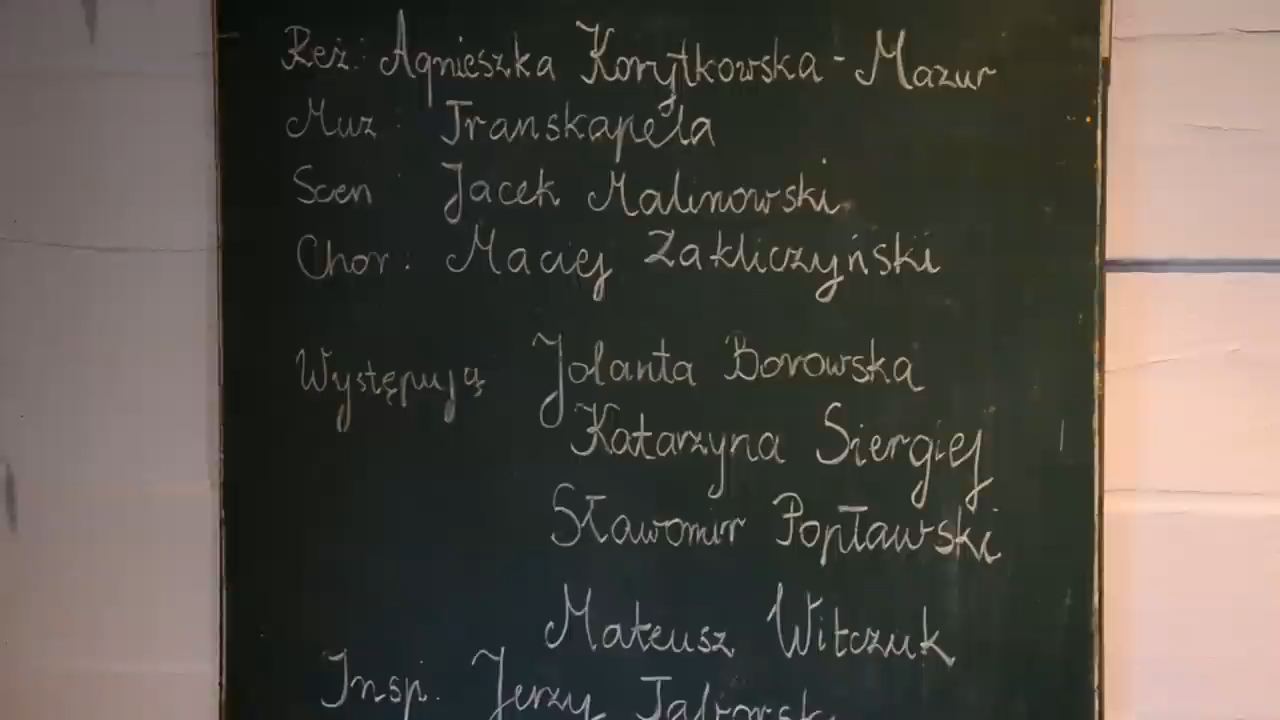 Reż: Agnieszka Korytkowska-Mazur
Muz: Transkapela
Scen: Jacek Malinowski
Chor: Maciej Zakliczyński
Występują Jolanta Borowska
Katarzyna Siergiej
Sławomir Popławski
Mateusz Witczuk
Insp. Jerzy